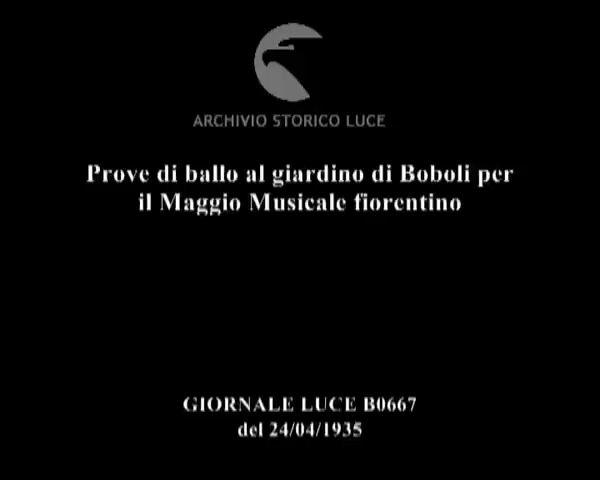 ARCHIVIO STORICO LUCE
Prove di ballo al giardino di Boboli per
il Maggio Musicale fiorentino
GIORNALE LUCE B0667
del 24/04/1935